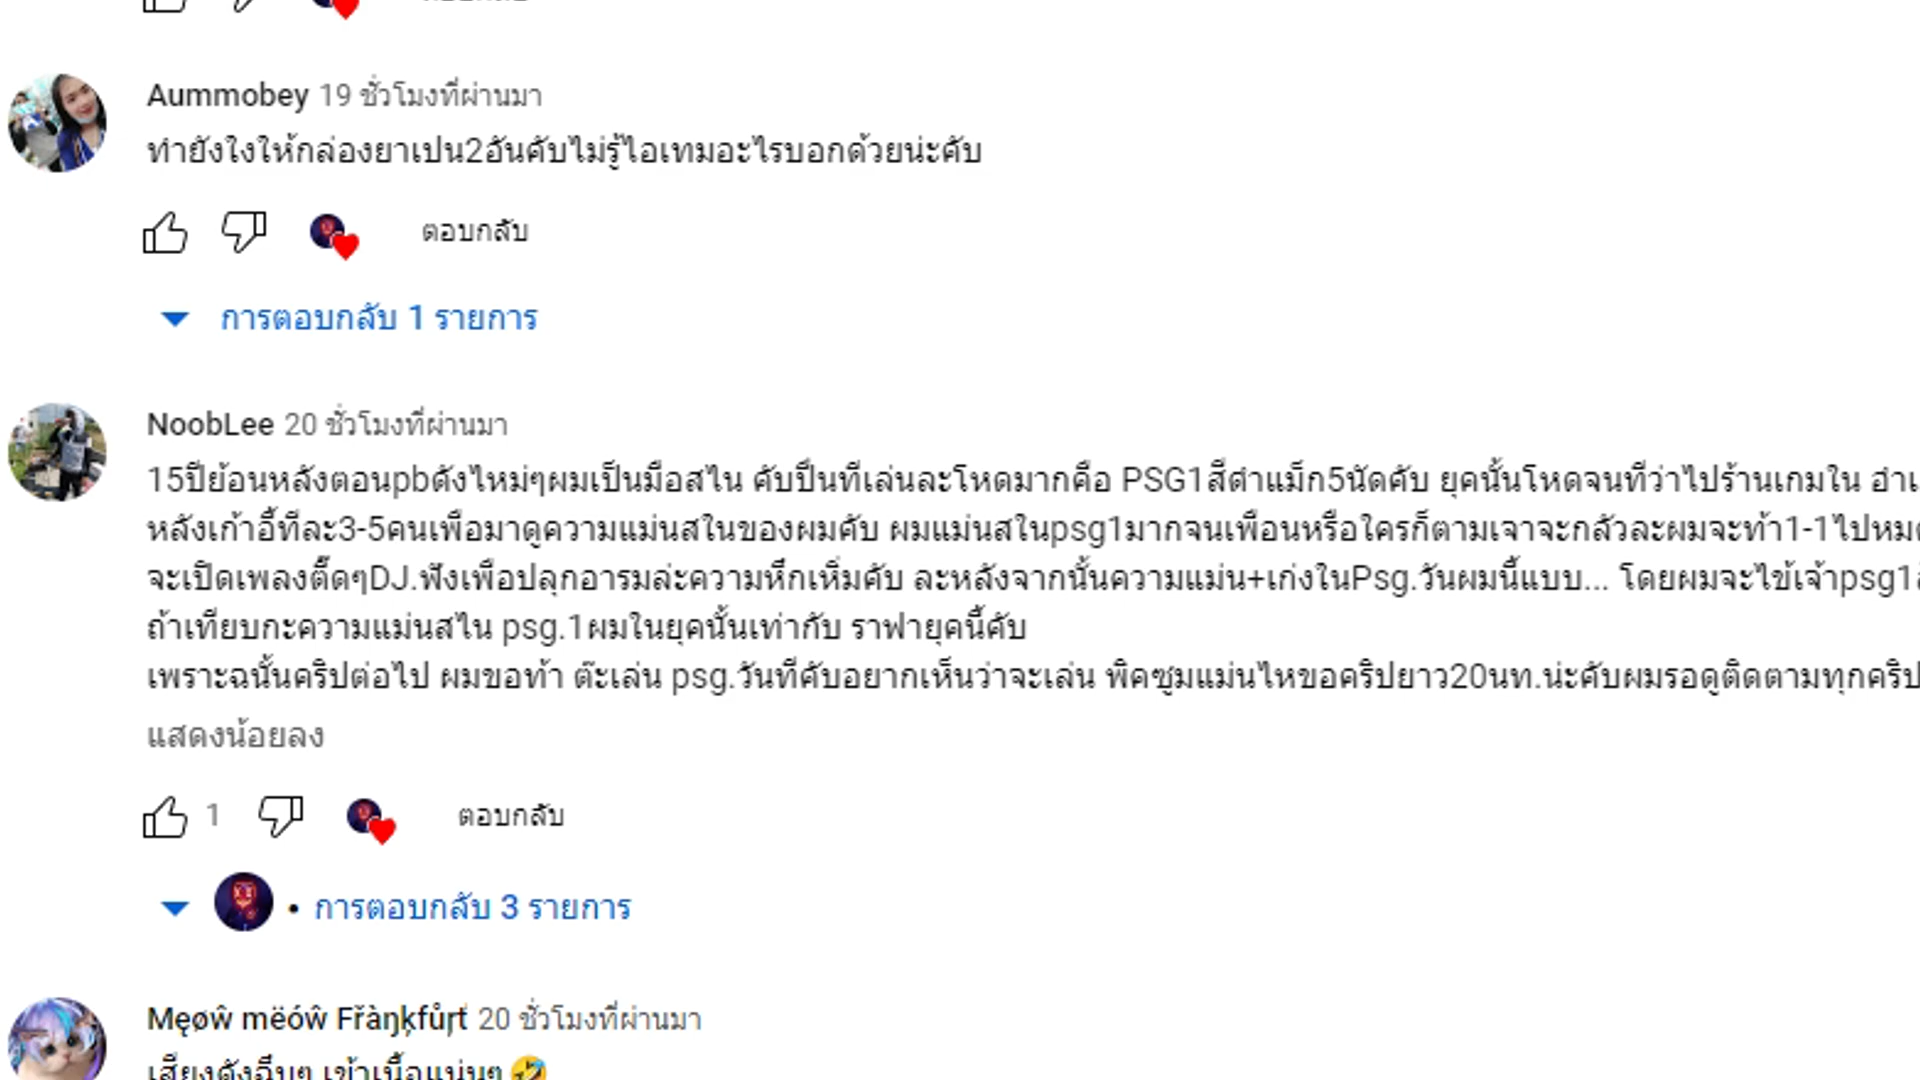 Aummobey 19 ชั่วโมงที่ผ่านมา
ทำยังใงให้กล่องยาเปน2อันคับไม่รู้ไอเทมอะไรบอกด้วยน่ะคับ
ตอบกลับ
การตอบกลับ 1 รายการ
NoobLee 20 ชั่วโมงที่ผ่านมา
15ปีย้อนหลังตอนpbดังไหม่ๆผมเป็นมือสไน คับปืนที่เล่นละโหดมากคือ PSG1สีดำแม็ก5นัดคับ ยุคนั้นโหดจนที่ว่าไปร้านเกมใน
หลังเก้าอี้ทีละ3-5คนเพื่อมาดูความแม่นสในของผมคับ ผมแม่นสในpsg1มากจนเพื่อนหรือใครก็ตามเจาจะกลัวละผมจะท้า1-1
จะเปิดเพลงตื๊ดๆDJ.ฟังเพื่อปลุกอารมล่ะความหึกเหิ่มคับ ละหลังจากนั้นความแม่น+เก่งในPsg.วันผมนี้แบบ... โดยผมจะไข้เจ้าpsg1
ถ้าเทียบกะความแม่นสไน psg.1ผมในยุคนั้นเท่ากับ ราฟายุคนี้คับ
เพราะฉนั้นคริปต่อไป ผมขอท้า ต๊ะเล่น psg.วันทีคับอยากเห็นว่าจะเล่น พิคซูมแม่นไหขอคริปยาว20นท.น่ะคับผมรอดูติดตามทุกคริป
แสดงน้อยลง
1 ตอบกลับ
• การตอบกลับ 3 รายการ
Męøŵ mëóŵ Fřàŋķfůŗť 20 ชั่วโมงที่ผ่านมา
เสียงดังฉึบๆ เข้าเนื้อแน่นๆ 🤣